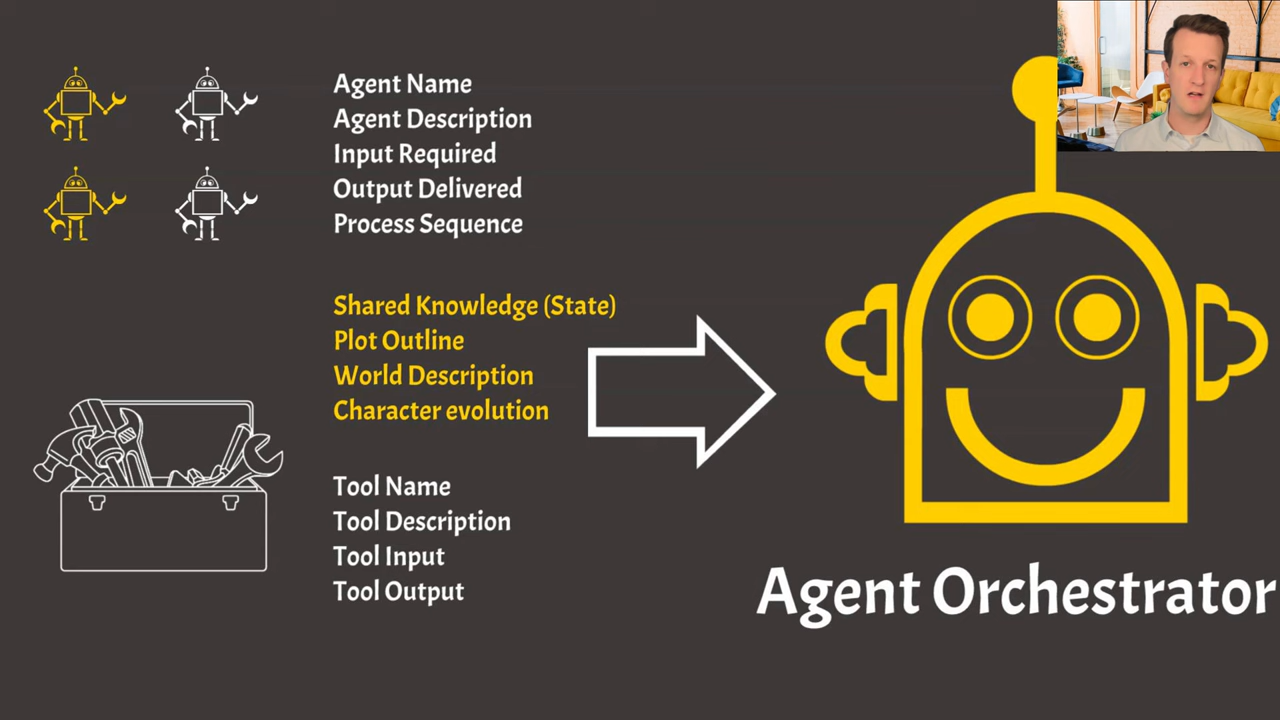 Agent Name
Agent Description
Input Required
Output Delivered
Process Sequence
Shared Knowledge (State)
Plot Outline
World Description
Character evolution
Tool Name
Tool Description
Tool Input
Tool Output
Agent Orchestrator